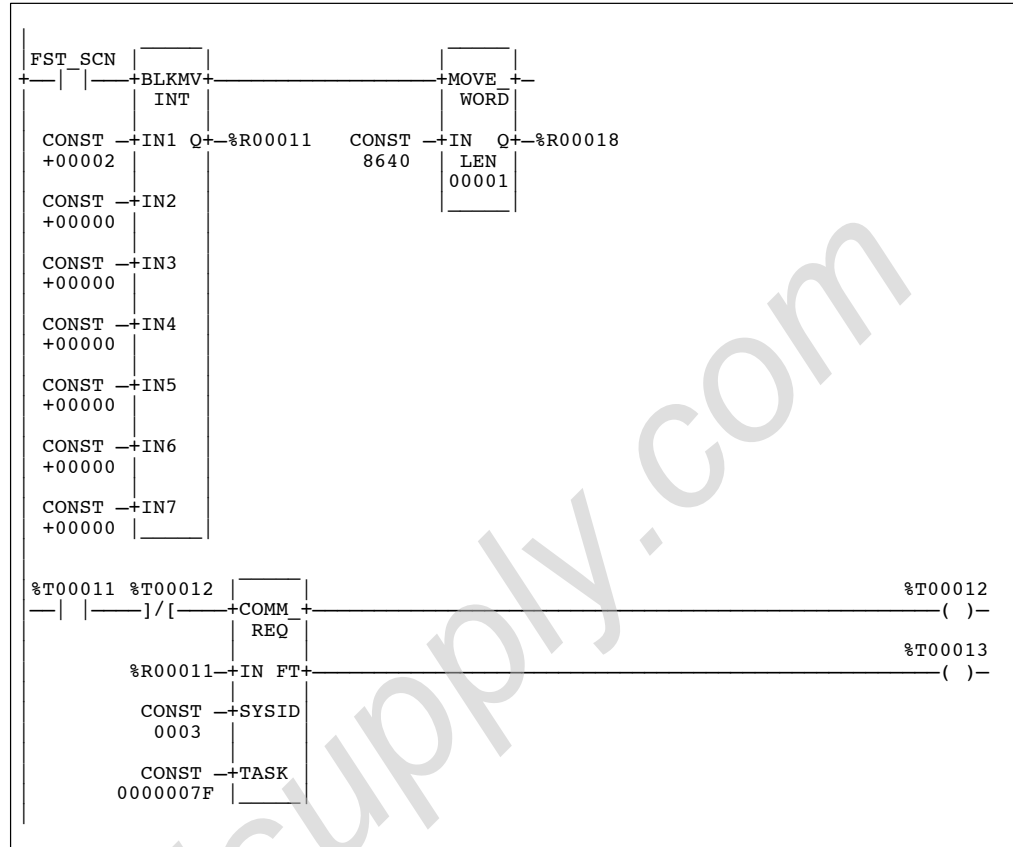 FST_SCN
BLKMV MOVE_
INT WORD
CONST IN1 Q %R00011 CONST IN Q %R00018
+00002 8640 LEN
00001
CONST IN2
+00000
CONST IN3
+00000
CONST IN4
+00000
CONST IN5
+00000
CONST IN6
+00000
CONST IN7
+00000
%T00011 %T00012 %T00012
]/[ COMM_ ( )
REQ
%T00013
%R00011 IN FT ( )
CONST SYSID
0003
CONST TASK
0000007F
supply.com